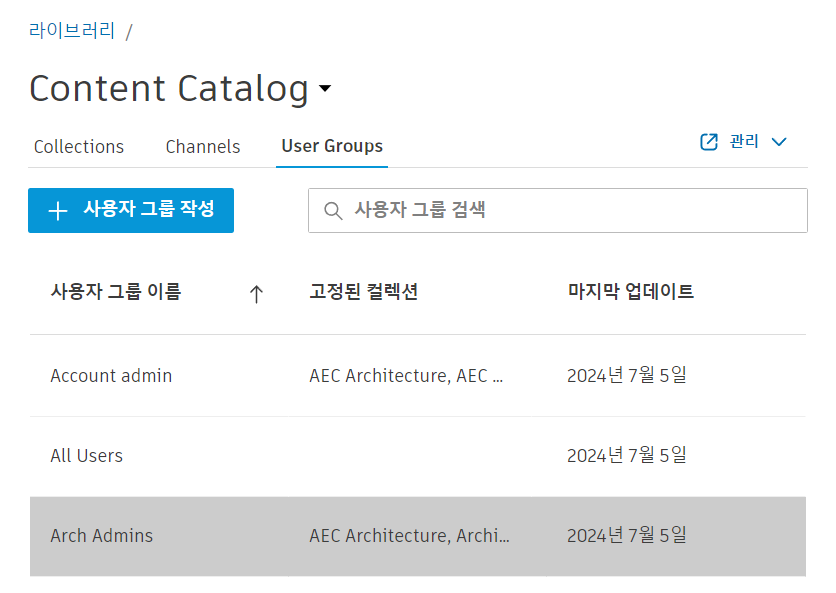 라이브러리 /
Content Catalog
Collections Channels User Groups 관리
사용자 그룹 작성 사용자 그룹 검색
사용자 그룹 이름 고정된 컬렉션 마지막 업데이트
Account admin AEC Architecture, AEC ... 2024년 7월 5일
All Users 2024년 7월 5일
Arch Admins AEC Architecture, Archi... 2024년 7월 5일